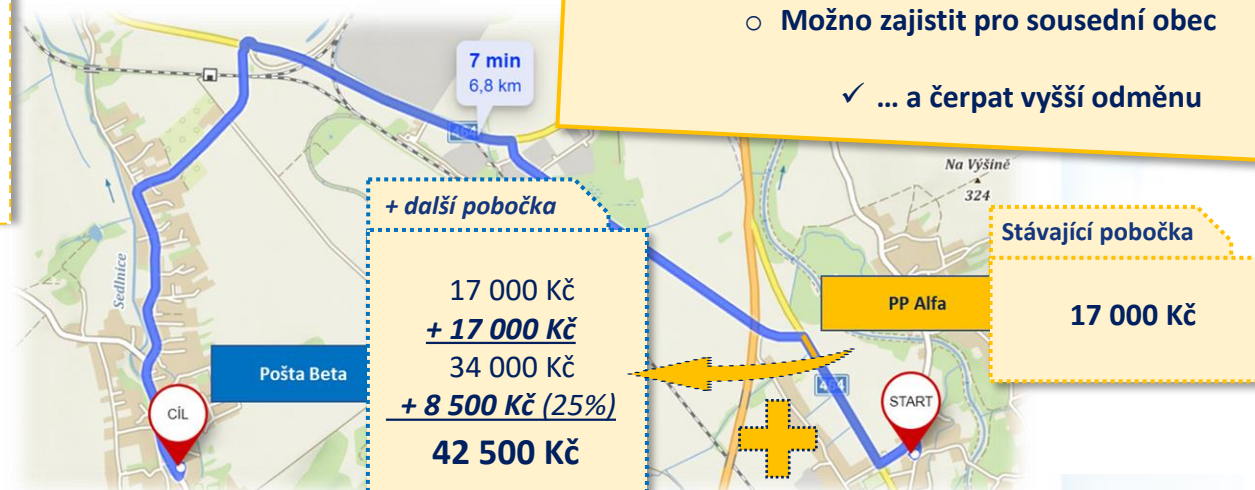 ○ Možno zajistit pro sousední obec
✓ ... a čerpat vyšší odměnu
7 min
6,8 km
464
Na Výšině
324
+ další pobočka
17 000 Kč
+ 17 000 Kč
34 000 Kč
+ 8 500 Kč (25%)
42 500 Kč
Stávající pobočka
17 000 Kč
PP Alfa
Sedlnice
Pošta Beta
CÍL
464
START